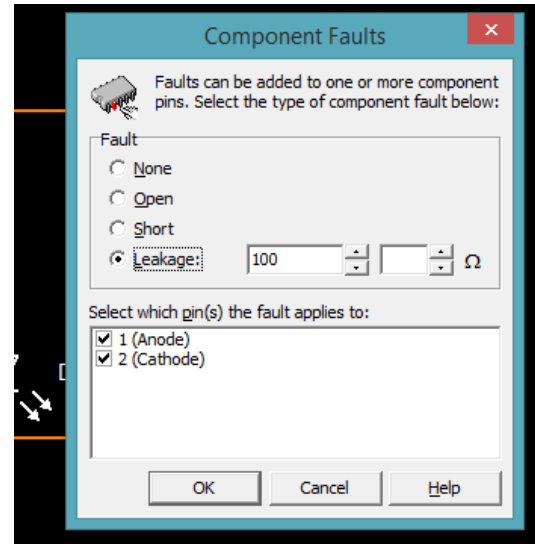 Component Faults
Faults can be added to one or more component
pins. Select the type of component fault below:
Fault
None
Open
Short
Leakage: 100 Ω
Select which pin(s) the fault applies to:
1 (Anode)
2 (Cathode)
OK Cancel Help